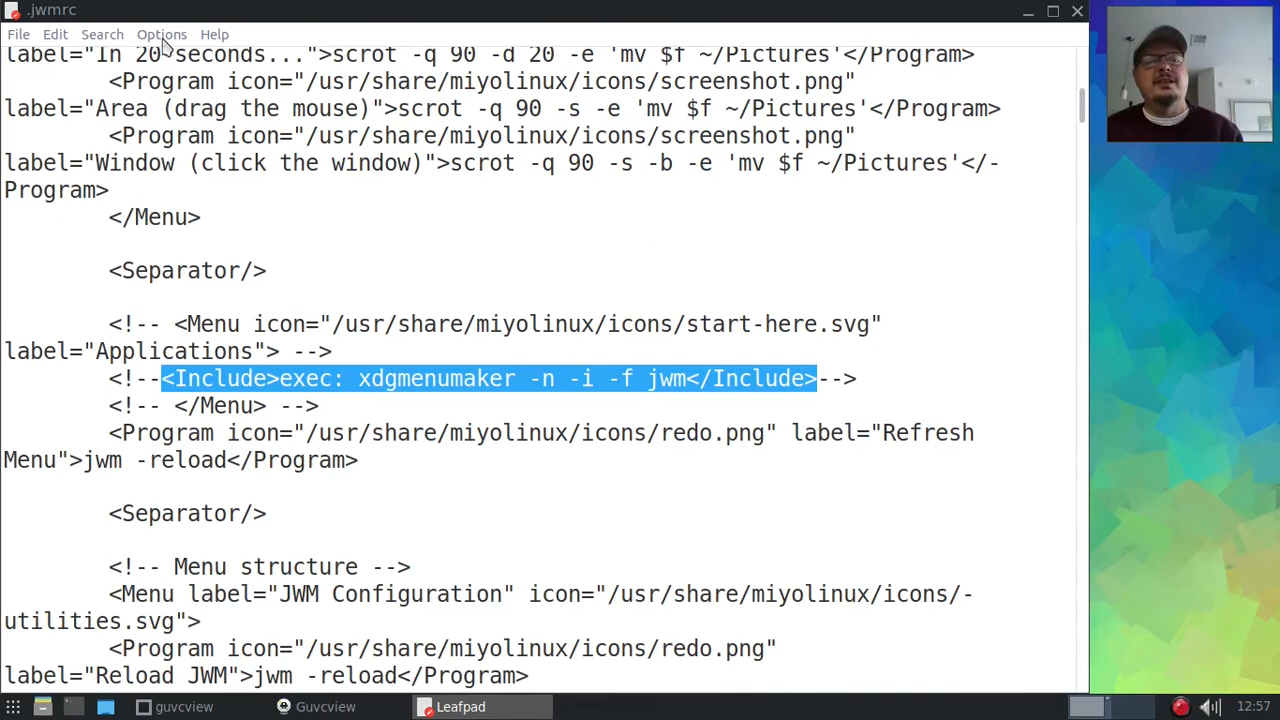 .jwmrc
File Edit Search Options Help
label="In 20 seconds...">scrot -q 90 -d 20 -e 'mv $f ~/Pictures'</Program>
<Program icon="/usr/share/miyolinux/icons/screenshot.png"
label="Area (drag the mouse)">scrot -q 90 -s -e 'mv $f ~/Pictures'</Program>
<Program icon="/usr/share/miyolinux/icons/screenshot.png"
label="Window (click the window)">scrot -q 90 -s -b -e 'mv $f ~/Pictures'</-
Program>
</Menu>
<Separator/>
<!-- <Menu icon="/usr/share/miyolinux/icons/start-here.svg"
label="Applications"> -->
<!--<Include>exec: xdgmenumaker -n -i -f jwm</Include>-->
<!-- </Menu> -->
<Program icon="/usr/share/miyolinux/icons/redo.png" label="Refresh
Menu">jwm -reload</Program>
<Separator/>
<!-- Menu structure -->
<Menu label="JWM Configuration" icon="/usr/share/miyolinux/icons/-
utilities.svg">
<Program icon="/usr/share/miyolinux/icons/redo.png"
label="Reload JWM">jwm -reload</Program>
guvcview Guvcview Leafpad 12:57